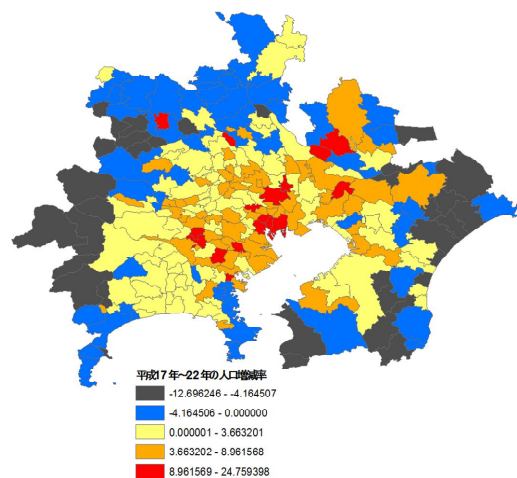 平成17年~22年の人口増減率
-12.696246 - -4.164507
-4.164506 - 0.000000
0.000001 - 3.663201
3.663202 - 8.961568
8.961569 - 24.759398